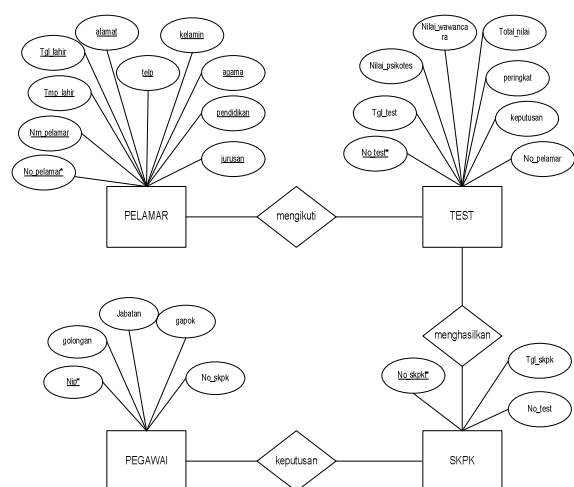 alamat
kelamin
Tgl_lahir
telp
agama
Tmp_lahir
pendidikan
Nm_pelamar
jurusan
No_pelamar*
PELAMAR
mengikuti
Nilai_wawancara
Total_nilai
Nilai_psikotes
peringkat
Tgl_test
keputusan
No_test*
No_pelamar
TEST
menghasilkan
Jabatan
gapok
golongan
Nip*
No_skpk
PEGAWAI
keputusan
No_skpkt*
Tgl_skpk
No_test
SKPK